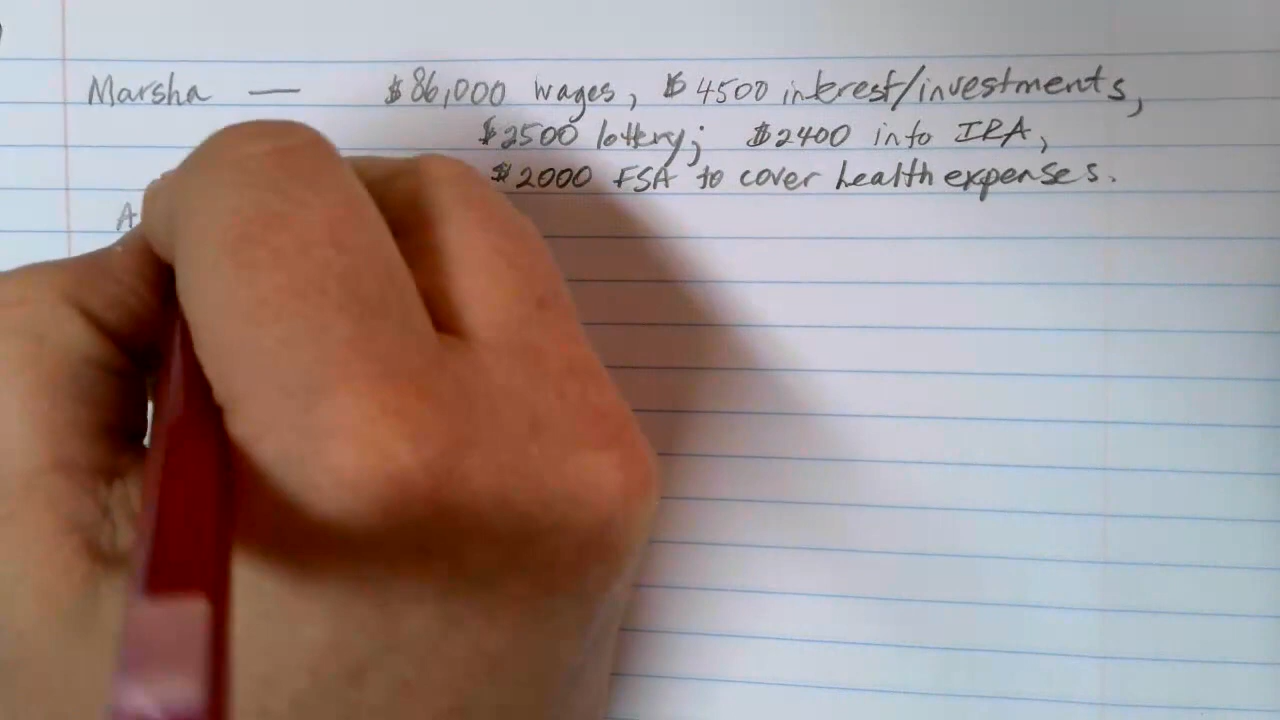 Marsha — $86,000 wages, $4500 interest/investments,
$2500 lottery; $2400 into IRA,
$2000 FSA to cover health expenses.
A